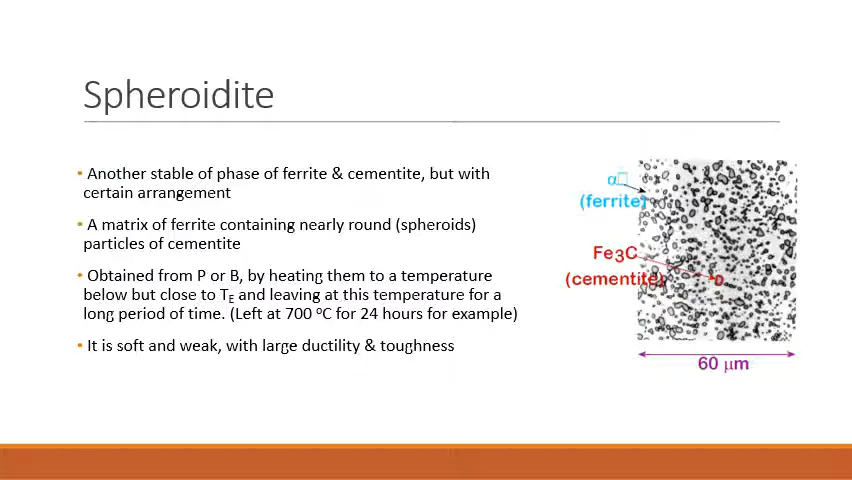 Spheroidite
• Another stable of phase of ferrite & cementite, but with
certain arrangement
• A matrix of ferrite containing nearly round (spheroids)
particles of cementite
• Obtained from P or B, by heating them to a temperature
below but close to TE and leaving at this temperature for a
long period of time. (Left at 700 °C for 24 hours for example)
• It is soft and weak, with large ductility & toughness
α□
(ferrite)
Fe3C
(cementite)
60 μm